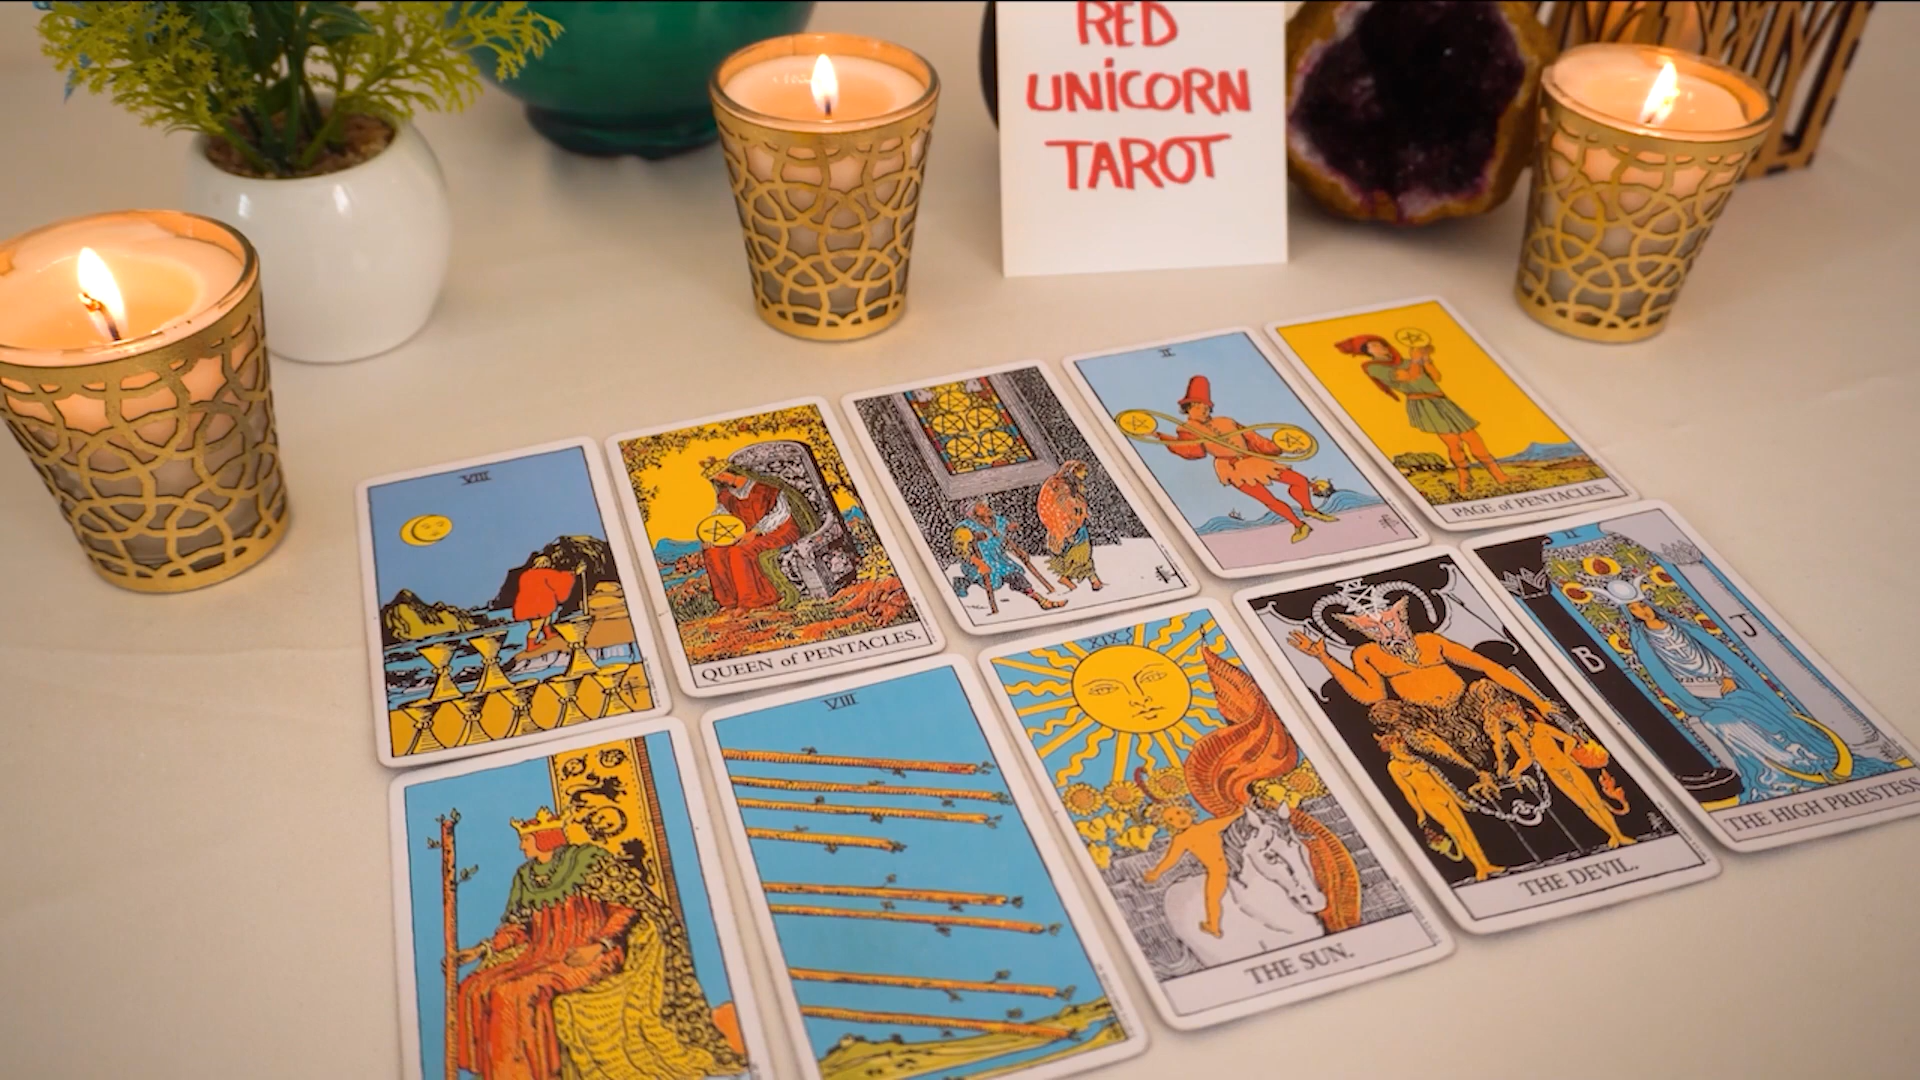 RED
UNiCORN
TAROT
II
PAGE of PENTACLES.
VIII
QUEEN of PENTACLES.
II
B
J
THE HIGH PRIESTESS
XIX
THE DEVIL.
VIII
THE SUN.